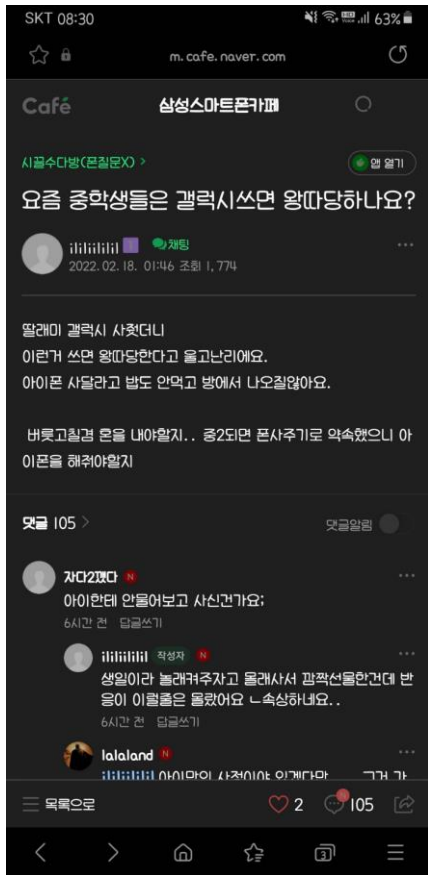 SKT 08:30 63%
m.cafe.naver.com
Café 삼성스마트폰카페
시끌수다방(폰질문X) >
앱 열기
요즘 중학생들은 갤럭시쓰면 왕따당하나요?
ililiililil 1 채팅
2022.02.18. 01:46 조회 1,774
딸래미 갤럭시 사줫더니
이런거 쓰면 왕따당한다고 울고난리에요.
아이폰 사달라고 밥도 안먹고 방에서 나오질않아요.
버릇고칠겸 혼을 내야할지.. 중2되면 폰사주기로 약속했으니 아
이폰을 해줘야할지
댓글 105 >
댓글알림
자다2깼다 N
아이한테 안물어보고 사신건가요;
6시간 전 답글쓰기
ililiililil 작성자 N
생일이라 놀래켜주자고 몰래사서 깜짝선물한건데 반
응이 이럴줄은 몰랐어요 ㄴ속상하네요..
6시간 전 답글쓰기
lalaland N
목록으로
2
105
3